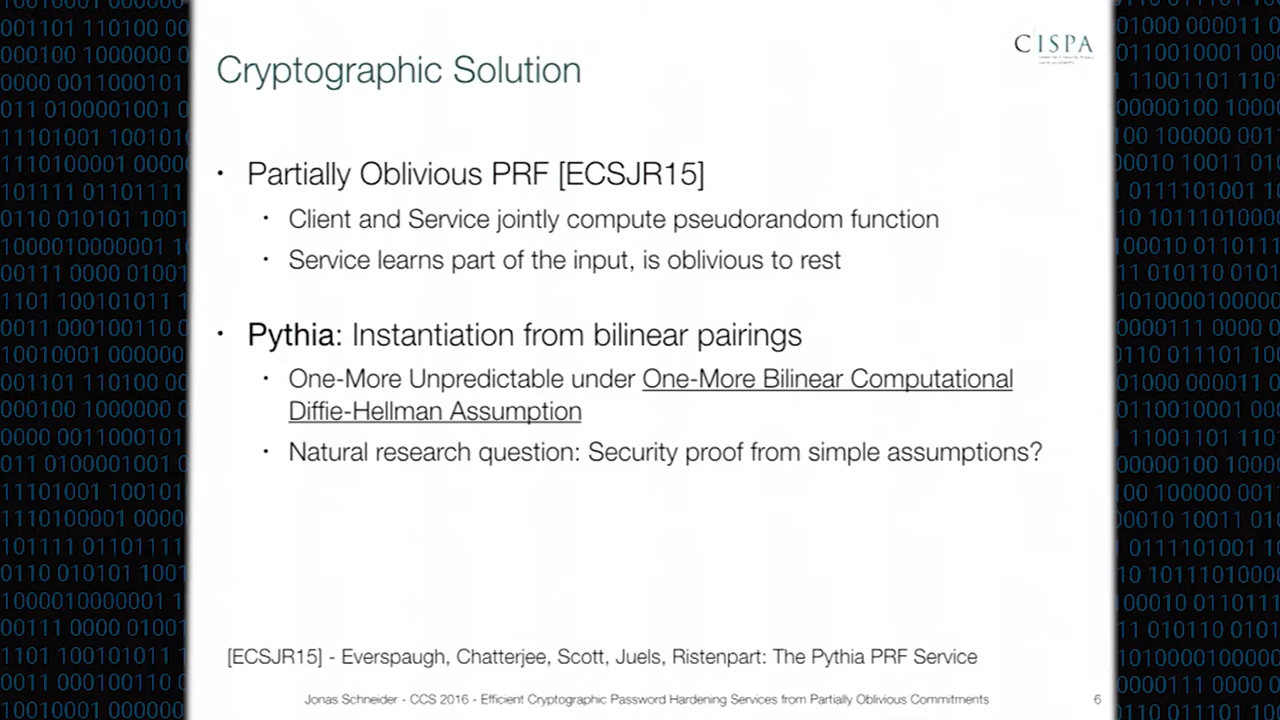 CISPA
Cryptographic Solution
• Partially Oblivious PRF [ECSJR15]
• Client and Service jointly compute pseudorandom function
• Service learns part of the input, is oblivious to rest
• Pythia: Instantiation from bilinear pairings
• One-More Unpredictable under One-More Bilinear Computational
Diffie-Hellman Assumption
• Natural research question: Security proof from simple assumptions?
[ECSJR15] - Everspaugh, Chatterjee, Scott, Juels, Ristenpart: The Pythia PRF Service
Jonas Schneider - CCS 2016 - Efficient Cryptographic Password Hardening Services from Partially Oblivious Commitments
6